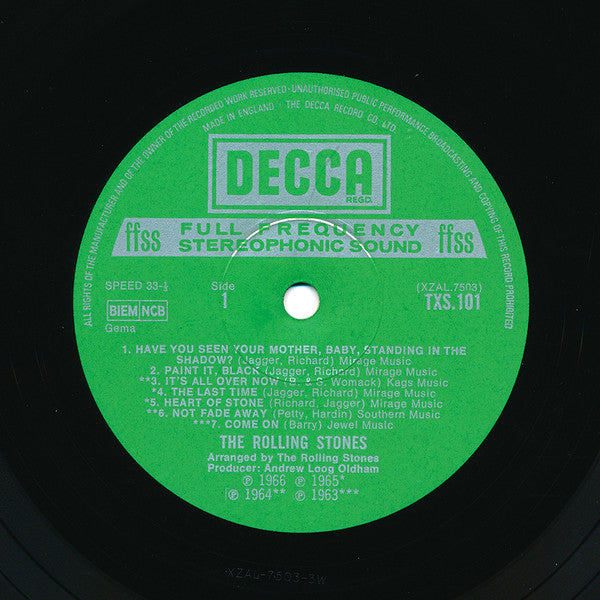 ALL RIGHTS OF THE MANUFACTURER AND OF THE OWNER OF THE RECORDED WORK RESERVED · UNAUTHORISED PUBLIC PERFORMANCE BROADCASTING AND COPYING OF THIS RECORD PROHIBITED
MADE IN ENGLAND · THE DECCA RECORD CO. LTD.
DECCA
REGD.
ffss FULL FREQUENCY STEREOPHONIC SOUND ffss
SPEED 33-⅓ Side 1 (XZAL.7503) TXS.101
BIEM NCB
Gema
1. HAVE YOU SEEN YOUR MOTHER, BABY, STANDING IN THE
SHADOW? (Jagger, Richard) Mirage Music
2. PAINT IT, BLACK (Jagger, Richard) Mirage Music
**3. IT'S ALL OVER NOW (B. & S. Womack) Kags Music
*4. THE LAST TIME (Jagger, Richard) Mirage Music
*5. HEART OF STONE (Richard, Jagger) Mirage Music
**6. NOT FADE AWAY (Petty, Hardin) Southern Music
***7. COME ON (Barry) Jewel Music
THE ROLLING STONES
Arranged by The Rolling Stones
Producer: Andrew Loog Oldham
℗ 1966 ℗ 1965*
℗ 1964** ℗ 1963***
XZAL-7503-3W